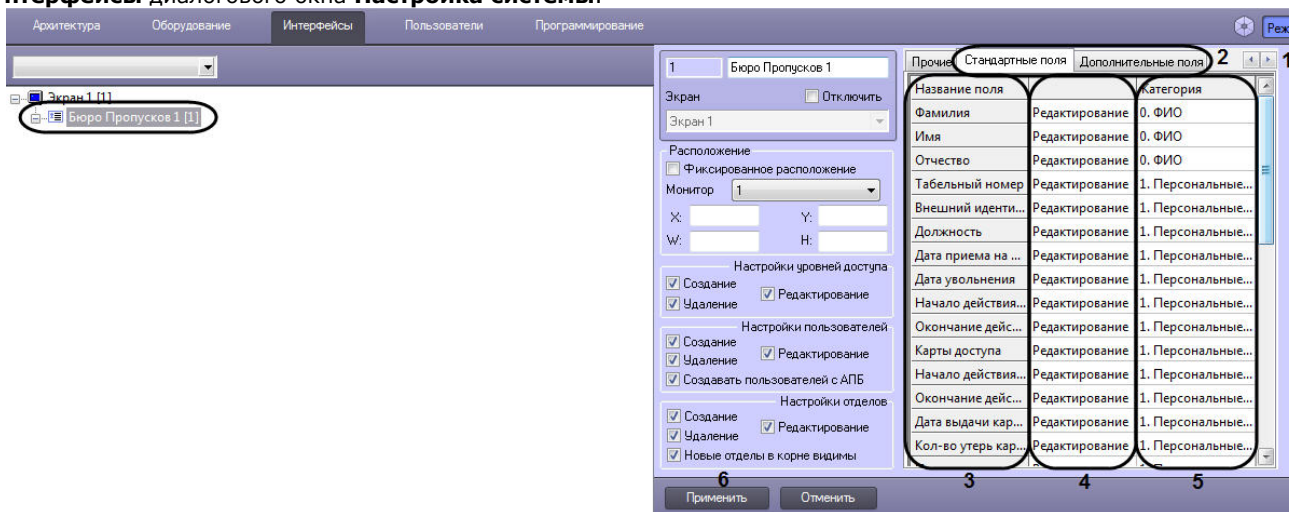 нтерфейсы диалогового окна Настройка системы.
Архитектура Оборудование Интерфейсы Пользователи Программирование Реж
Экран 1 [1]
Бюро Пропусков 1 [1]
1 Бюро Пропусков 1
Экран Отключить
Экран 1
Расположение
Фиксированное расположение
Монитор 1
X: Y:
W: H:
Настройки уровней доступа
Создание
Редактирование
Удаление
Настройки пользователей
Создание
Редактирование
Удаление
Создавать пользователей с АПБ
Настройки отделов
Создание
Редактирование
Удаление
Новые отделы в корне видимы
6
Применить Отменить
Прочие Стандартные поля Дополнительные поля 2 1
Название поля Категория
Фамилия Редактирование 0. ФИО
Имя Редактирование 0. ФИО
Отчество Редактирование 0. ФИО
Табельный номер Редактирование 1. Персональные...
Внешний иденти... Редактирование 1. Персональные...
Должность Редактирование 1. Персональные...
Дата приема на ... Редактирование 1. Персональные...
Дата увольнения Редактирование 1. Персональные...
Начало действия... Редактирование 1. Персональные...
Окончание дейс... Редактирование 1. Персональные...
Карты доступа Редактирование 1. Персональные...
Начало действия... Редактирование 1. Персональные...
Окончание дейс... Редактирование 1. Персональные...
Дата выдачи кар... Редактирование 1. Персональные...
Кол-во утерь кар... Редактирование 1. Персональные...
3 4 5